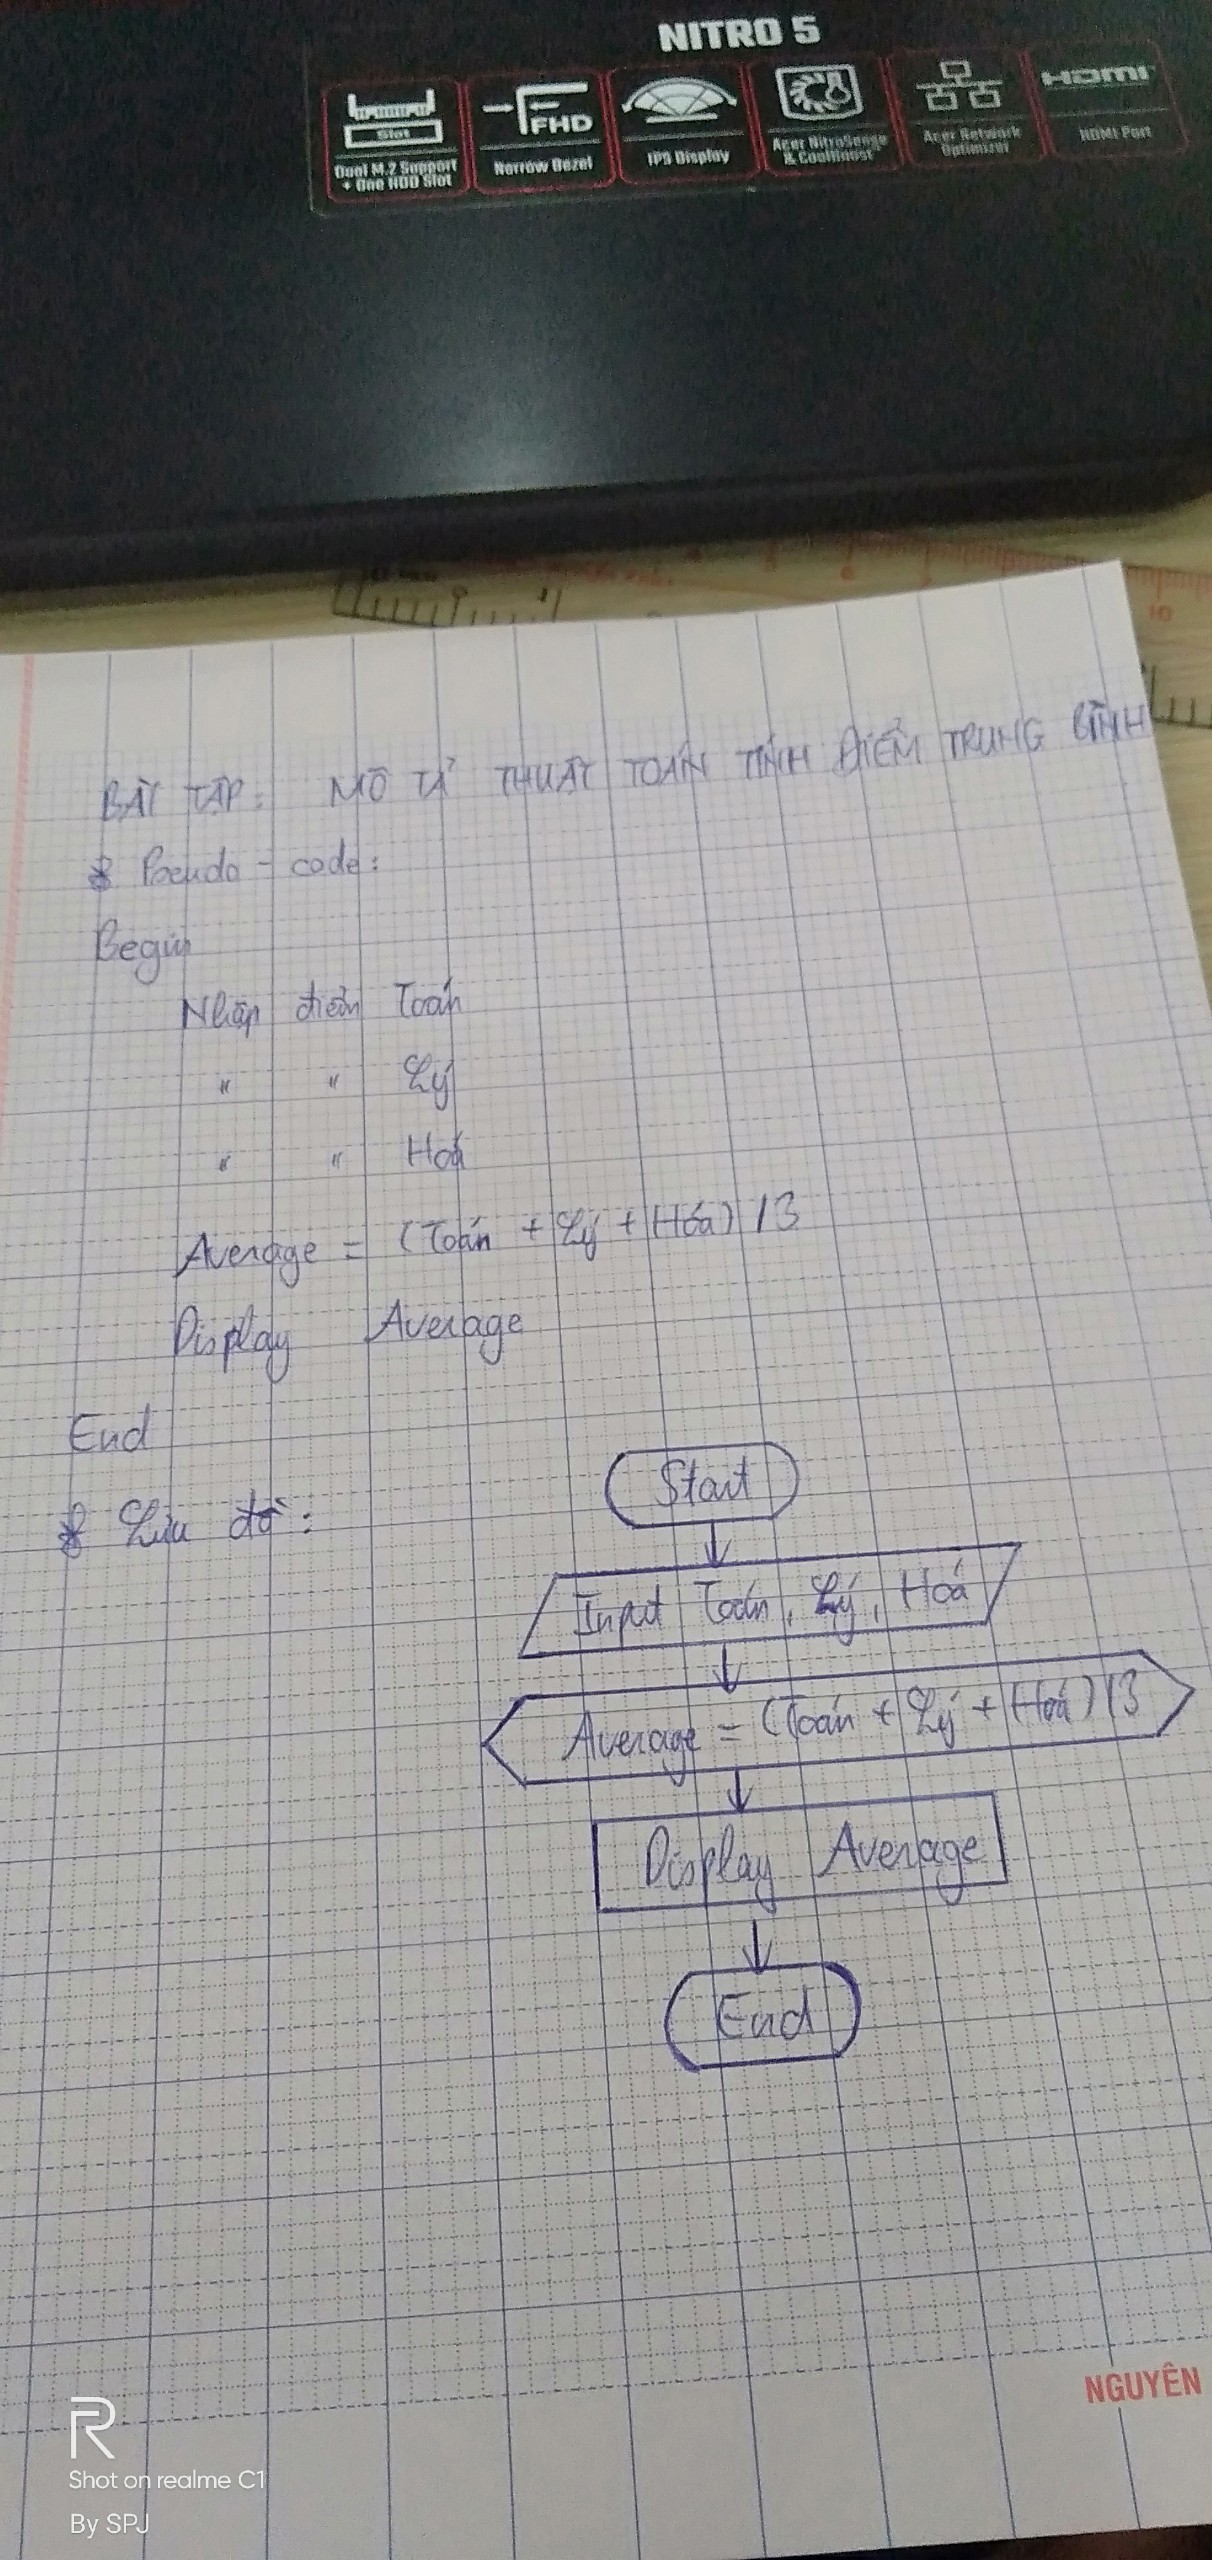 NITRO 5
Slot
Dual M.2 Support
+ One HDD Slot
FHD
Narrow Bezel
IPS Display
Acer NitroSense
& CoolBoost
Acer Network
Optimizer
HDMI
HDMI Port
BÀI TẬP: MÔ TẢ THUẬT TOÁN TÍNH ĐIỂM TRUNG BÌNH
* Pseudo - code:
Begin
Nhập điểm Toán
" " Lý
" " Hoá
Average = (Toán + Lý + Hóa) / 3
Display Average
End
* Lưu đồ:
Start
Input Toán, Lý, Hoá
Average = (Toán + Lý + Hoá) / 3
Display Average
End
NGUYÊN
R
Shot on realme C1
By SPJ